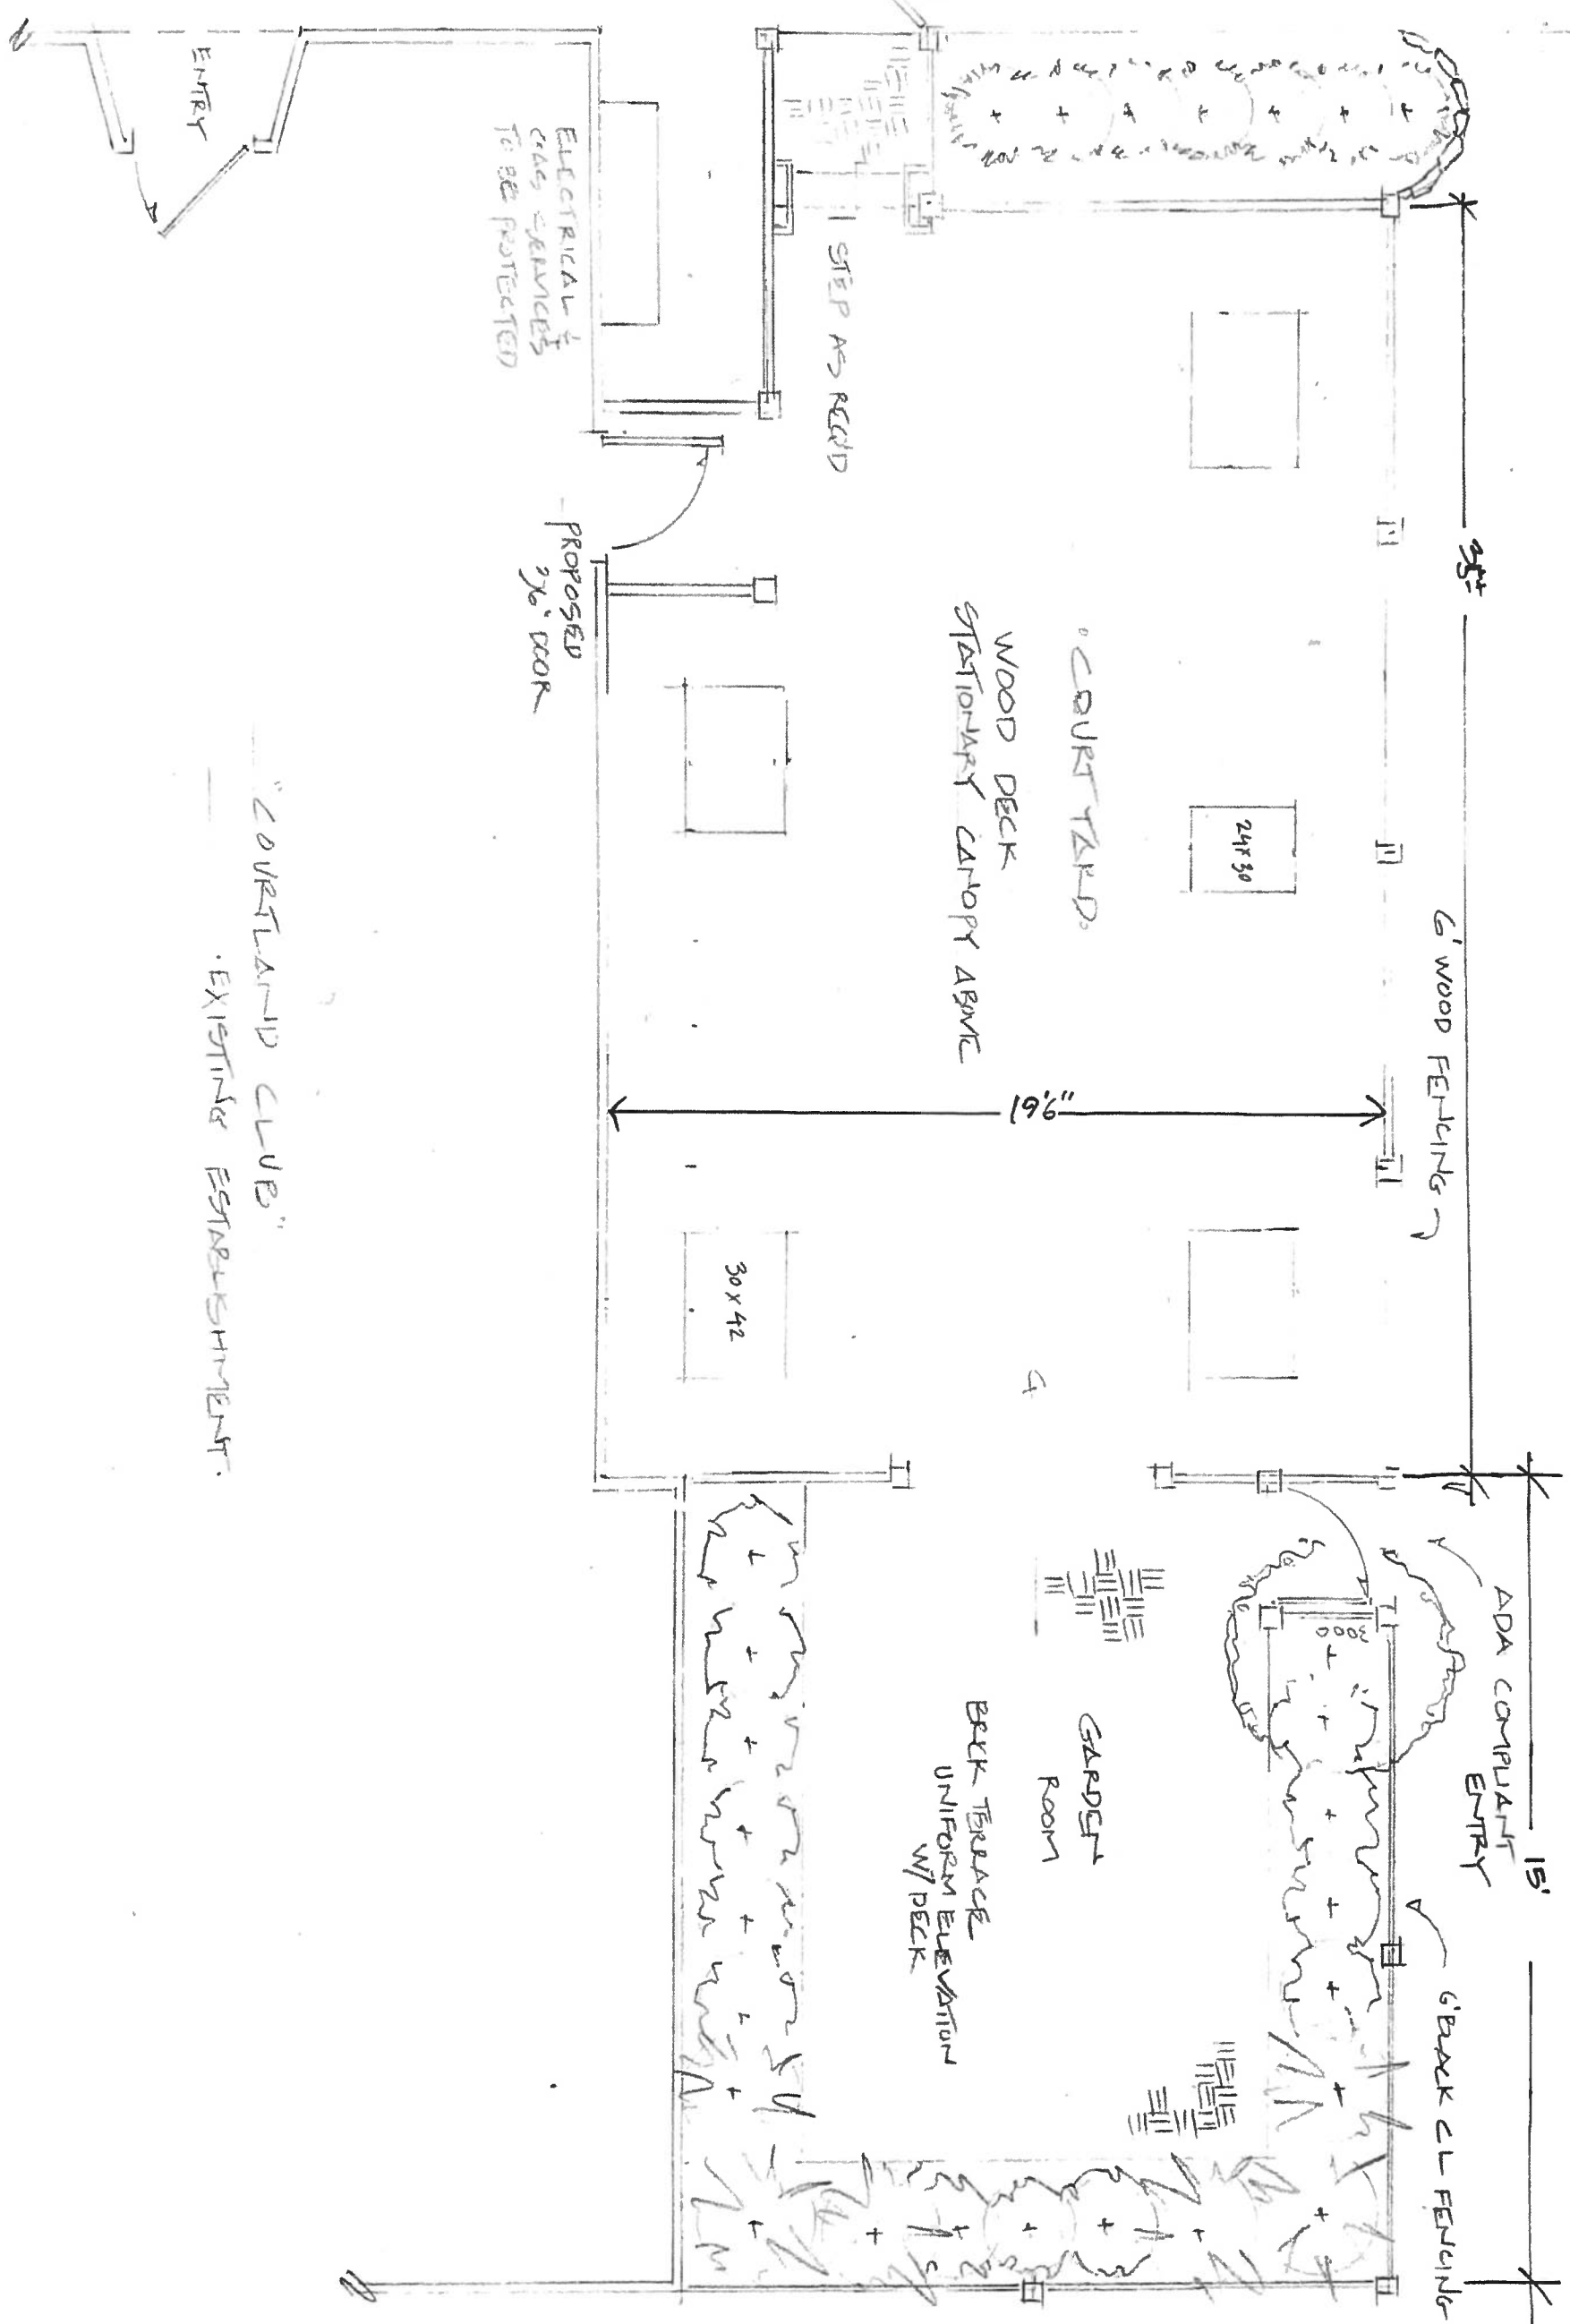 ENTRY
ELECTRICAL &
GAS SERVICES
TO BE PROTECTED
1 STEP AS REQ'D
PROPOSED
DOOR
"COURTYARD"
WOOD DECK
STATIONARY CANOPY ABOVE
24x30
30x42
19'6"
35'±
6' WOOD FENCING
"COURTLAND CLUB"
·EXISTING ESTABLISHMENT·
ADA COMPLIANT
ENTRY
15'
6' BLACK CL FENCING
GARDEN
ROOM
BRICK TERRACE
UNIFORM ELEVATION
W/ DECK